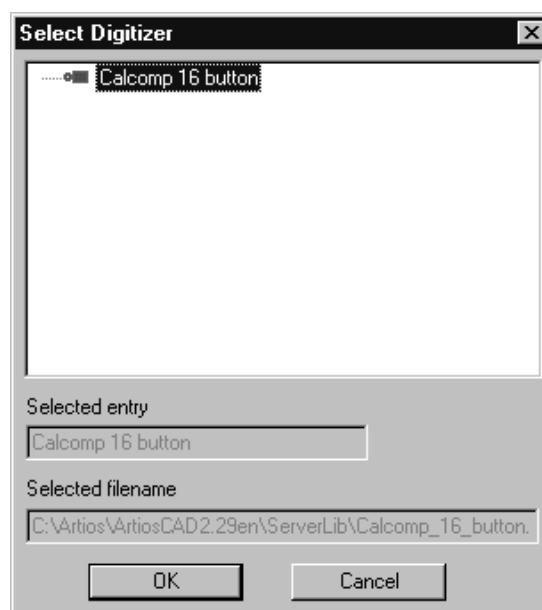 Select Digitizer
Calcomp 16 button
Selected entry
Calcomp 16 button
Selected filename
C:\Artios\ArtiosCAD2.29en\ServerLib\Calcomp_16_button.
OK
Cancel